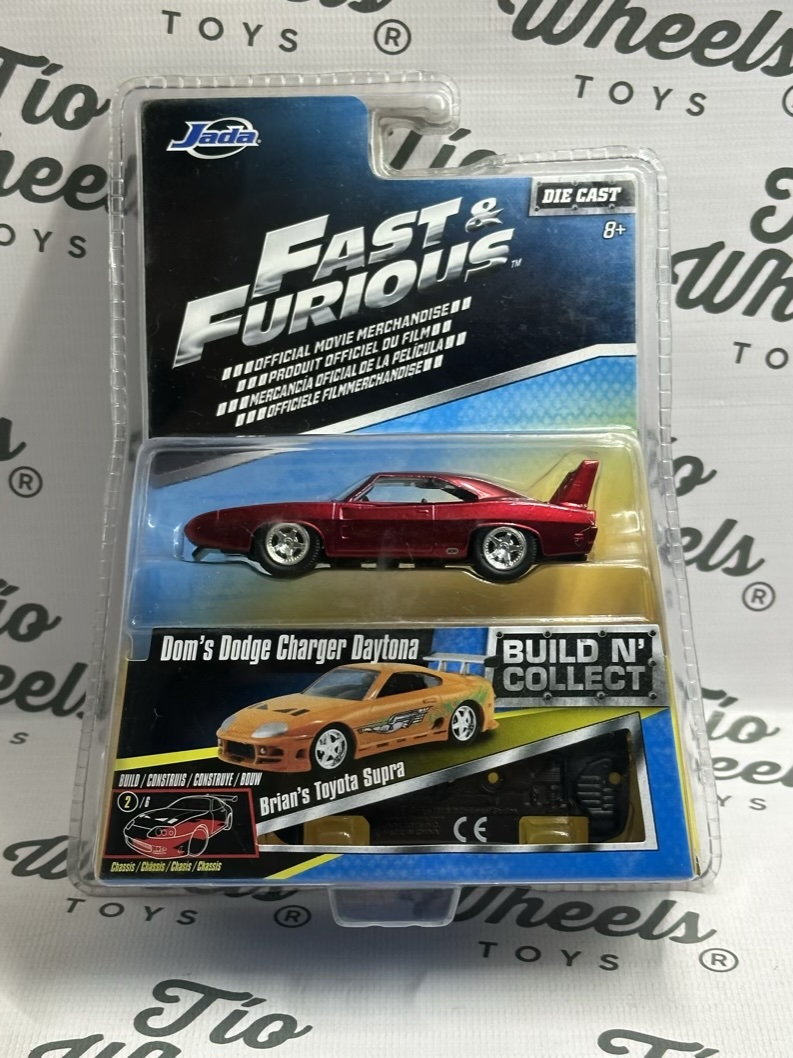 TOYS ®
Wheels
TOYS ®
Tío
TOYS
Jada
DIE CAST
8+
FAST &
FURIOUS™
OFFICIAL MOVIE MERCHANDISE
PRODUIT OFFICIEL DU FILM
MERCANCÍA OFICIAL DE LA PELÍCULA
OFFICIELE FILMMERCHANDISE
®
®
Dom's Dodge Charger Daytona
BUILD N'
COLLECT
BUILD / CONSTRUIS / CONSTRUYE / BOUW
2 /6
Brian's Toyota Supra
CE
Chassis / Châssis / Chasis / Chassis
TOYS ®
Wheels
TOYS ®
Tío